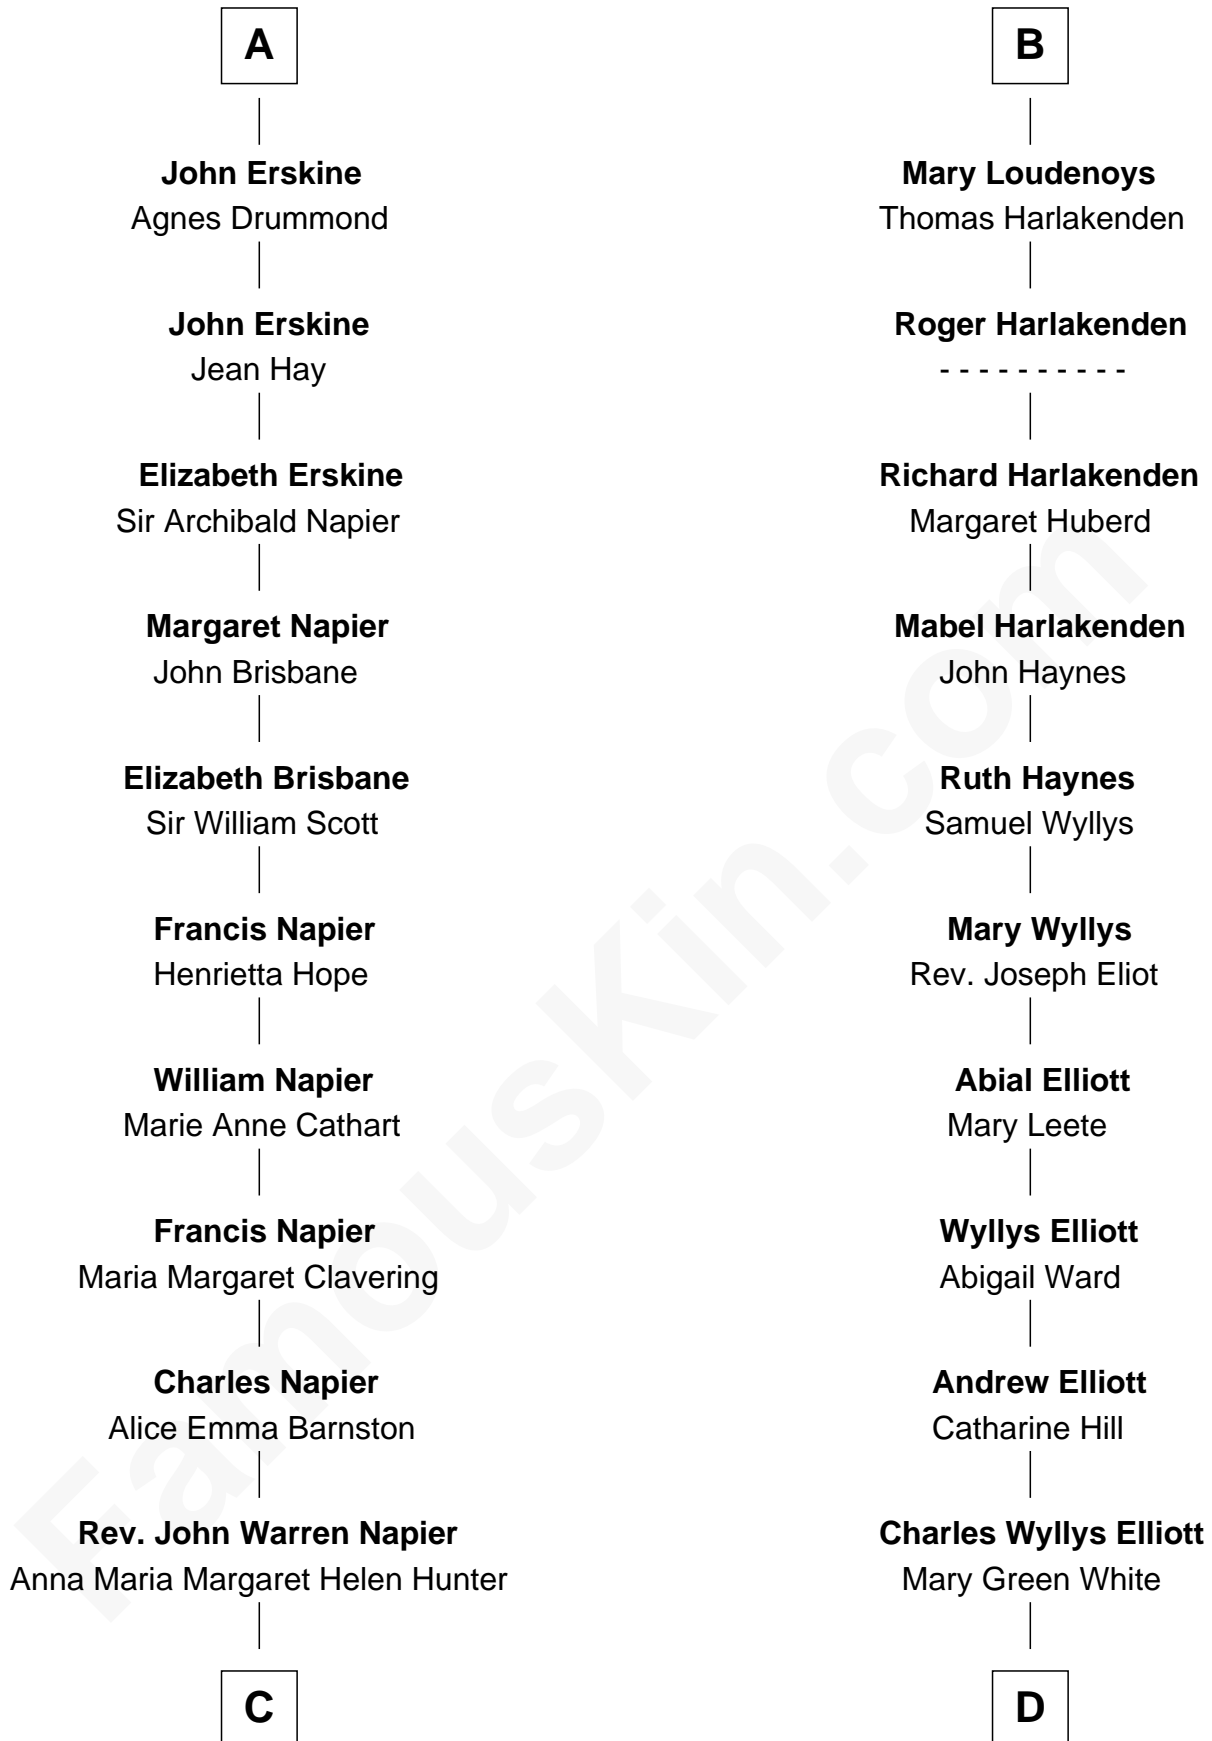 A
John Erskine
Agnes Drummond
John Erskine
Jean Hay
Elizabeth Erskine
Sir Archibald Napier
Margaret Napier
John Brisbane
Elizabeth Brisbane
Sir William Scott
Francis Napier
Henrietta Hope
William Napier
Marie Anne Cathart
Francis Napier
Maria Margaret Clavering
Charles Napier
Alice Emma Barnston
Rev. John Warren Napier
Anna Maria Margaret Helen Hunter
C
B
Mary Loudenoys
Thomas Harlakenden
Roger Harlakenden
- - - - - - - - - -
Richard Harlakenden
Margaret Huberd
Mabel Harlakenden
John Haynes
Ruth Haynes
Samuel Wyllys
Mary Wyllys
Rev. Joseph Eliot
Abial Elliott
Mary Leete
Wyllys Elliott
Abigail Ward
Andrew Elliott
Catharine Hill
Charles Wyllys Elliott
Mary Green White
D
FamousKin.com